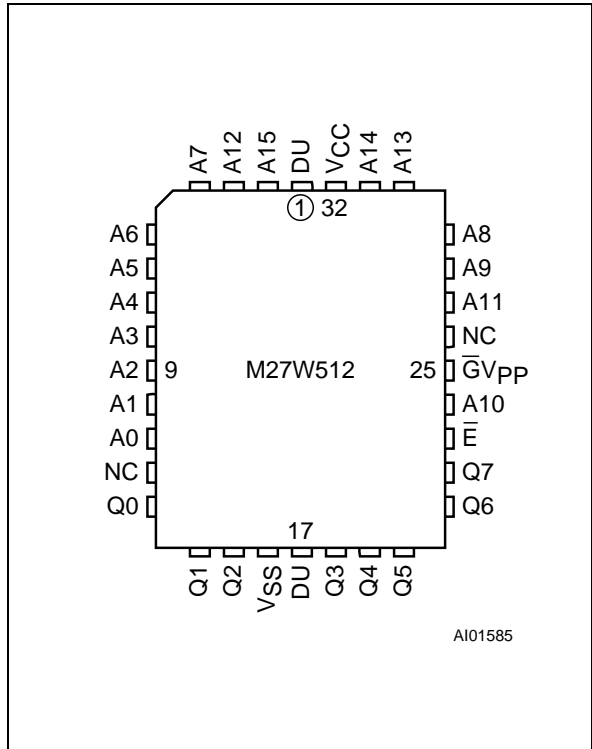 A7 A12 A15 DU VCC A14 A13
① 32
A6 A8
A5 A9
A4 A11
A3 NC
A2 9 M27W512 25 G̅VPP
A1 A10
A0 E̅
NC Q7
Q0 Q6
17
Q1 Q2 VSS DU Q3 Q4 Q5
AI01585